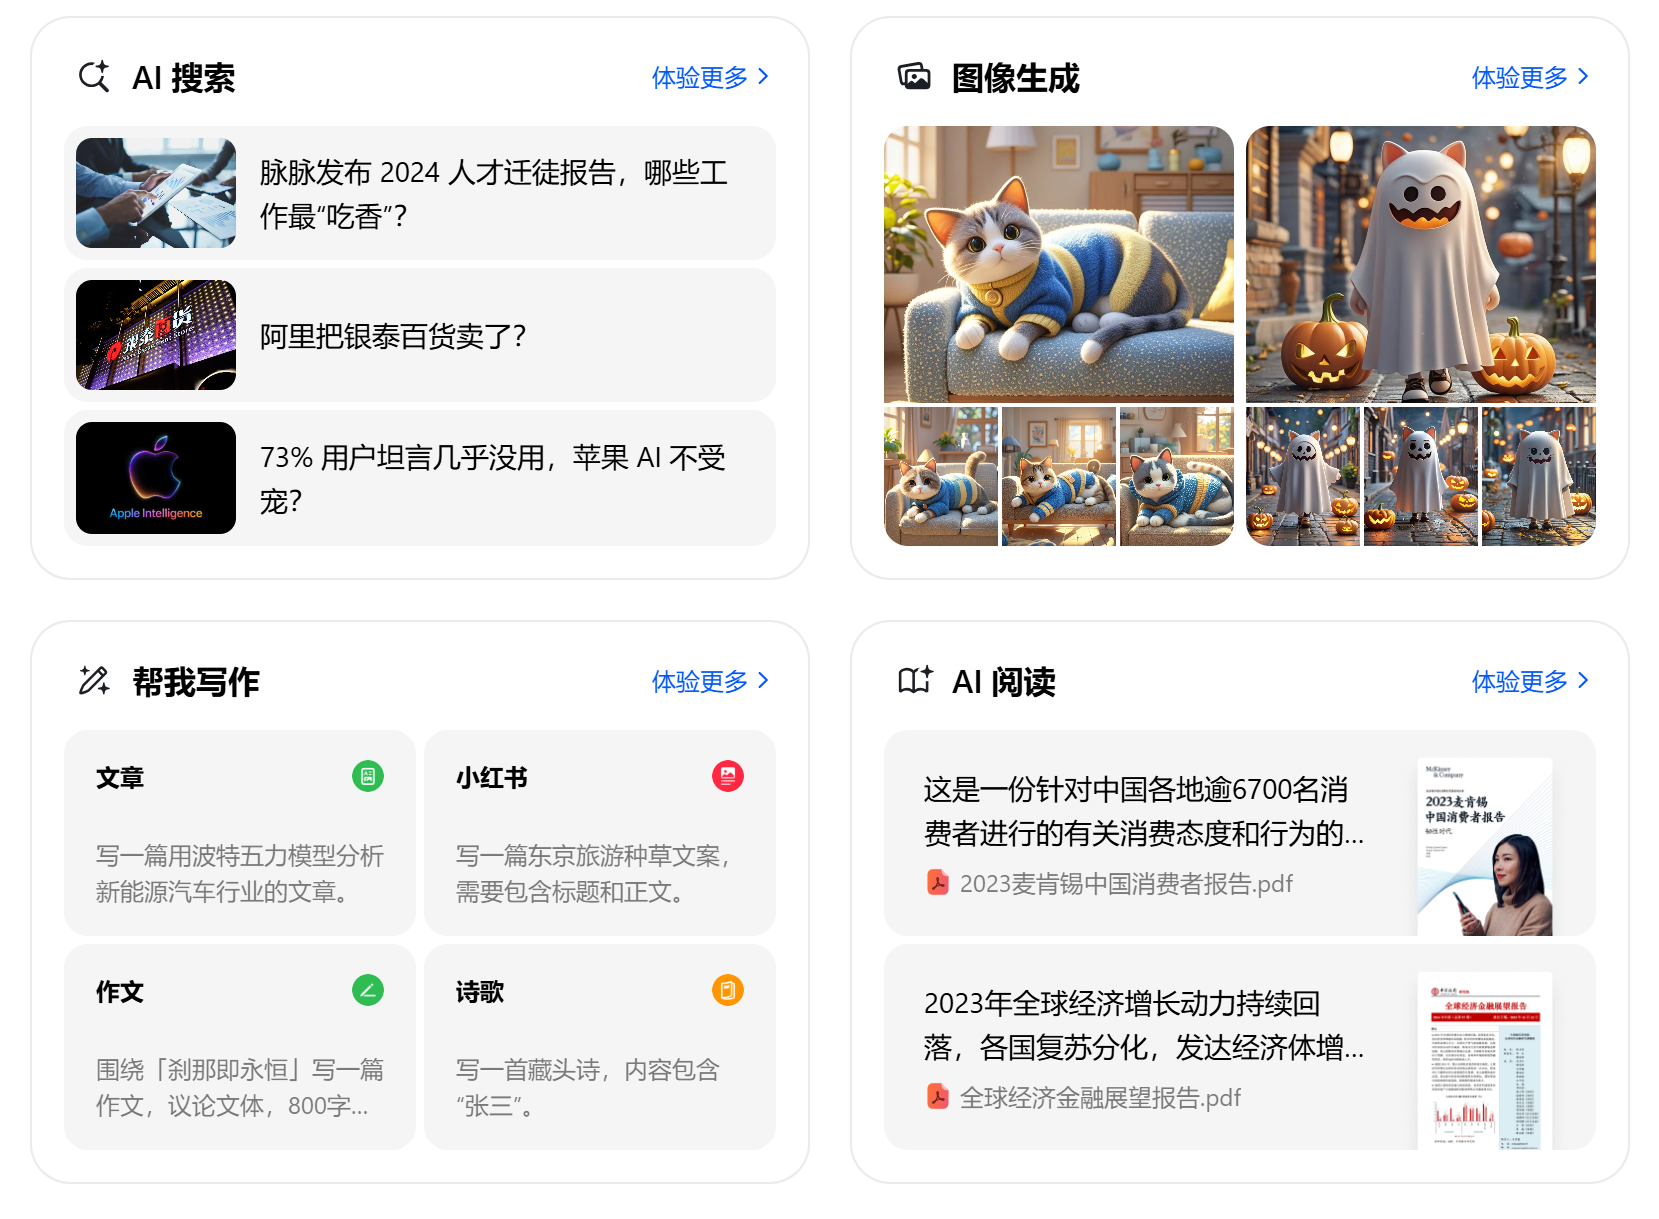 AI 搜索
体验更多
脉脉发布 2024 人才迁徒报告，哪些工
作最“吃香”？
银泰百货
阿里把银泰百货卖了？
Apple Intelligence
73% 用户坦言几乎没用，苹果 AI 不受
宠？
图像生成
体验更多
帮我写作
体验更多
文章
写一篇用波特五力模型分析
新能源汽车行业的文章。
小红书
写一篇东京旅游种草文案，
需要包含标题和正文。
作文
围绕「刹那即永恒」写一篇
作文，议论文体，800字...
诗歌
写一首藏头诗，内容包含
“张三”。
AI 阅读
体验更多
这是一份针对中国各地逾6700名消
费者进行的有关消费态度和行为的...
2023麦肯锡中国消费者报告.pdf
McKinsey
& Company
2023麦肯锡
中国消费者报告
韧性时代
2023年全球经济增长动力持续回
落，各国复苏分化，发达经济体增...
全球经济金融展望报告.pdf
全球经济金融展望报告